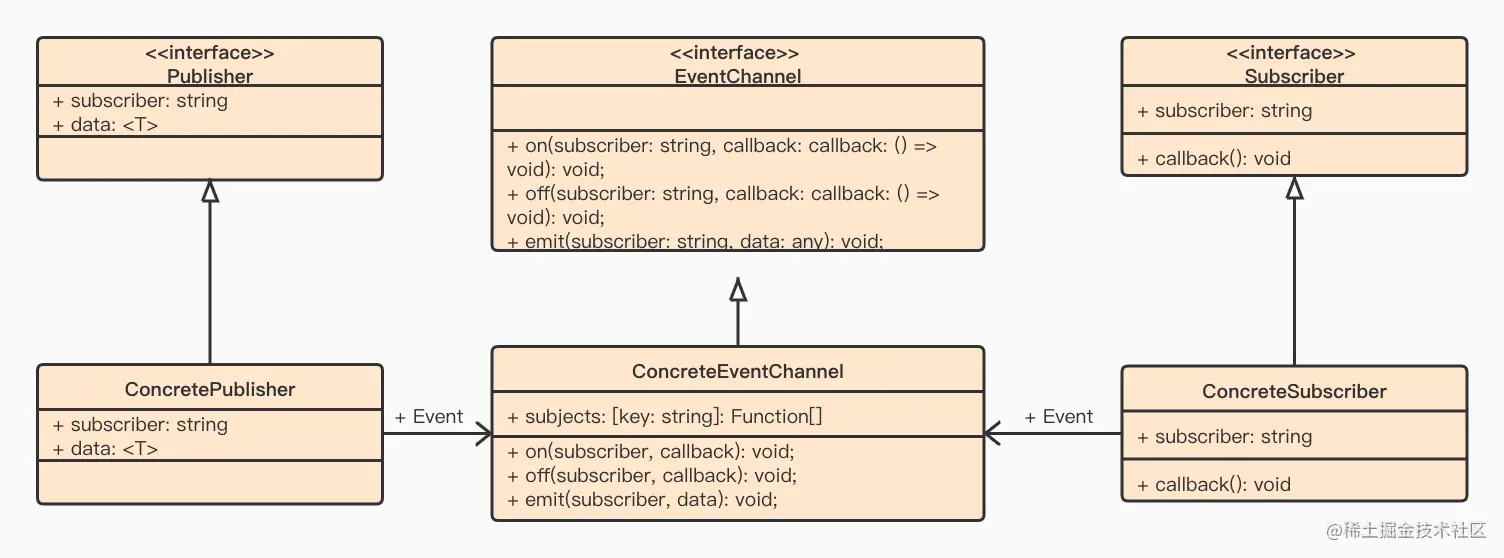 <<interface>>
Publisher
+ subscriber: string
+ data: <T>
<<interface>>
EventChannel
+ on(subscriber: string, callback: callback: () =>
void): void;
+ off(subscriber: string, callback: callback: () =>
void): void;
+ emit(subscriber: string, data: any): void;
<<interface>>
Subscriber
+ subscriber: string
+ callback(): void
ConcretePublisher
+ subscriber: string
+ data: <T>
+ Event
ConcreteEventChannel
+ subjects: [key: string]: Function[]
+ on(subscriber, callback): void;
+ off(subscriber, callback): void;
+ emit(subscriber, data): void;
+ Event
ConcreteSubscriber
+ subscriber: string
+ callback(): void
@稀土掘金技术社区